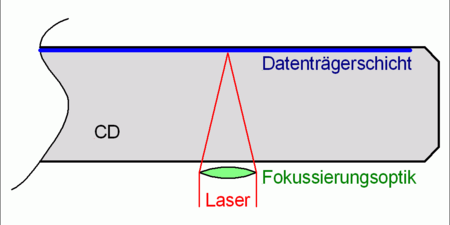 Datenträgerschicht
CD
Fokussierungsoptik
Laser